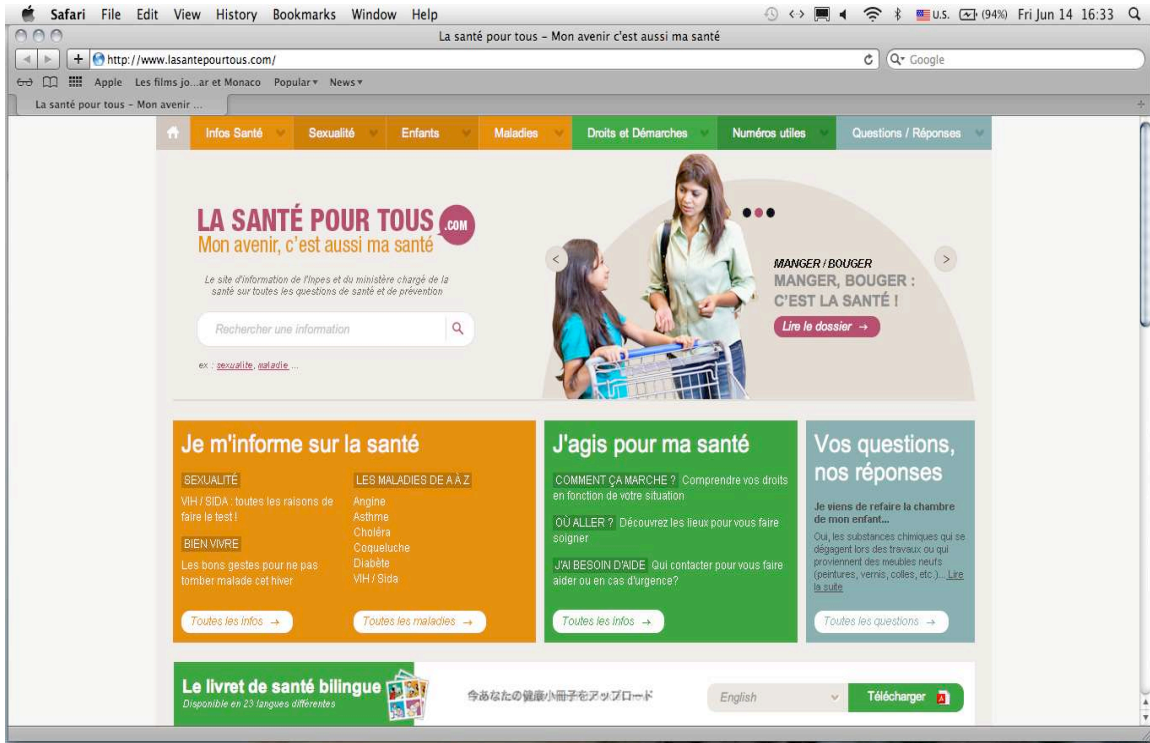 Safari File Edit View History Bookmarks Window Help
U.S. (94%) Fri Jun 14 16:33
La santé pour tous – Mon avenir c'est aussi ma santé
http://www.lasantepourtous.com/
Google
Apple Les films jo...ar et Monaco Popular News
La santé pour tous – Mon avenir ...
Infos Santé Sexualité Enfants Maladies Droits et Démarches Numéros utiles Questions / Réponses
LA SANTÉ POUR TOUS .COM
Mon avenir, c'est aussi ma santé
Le site d'information de l'Inpes et du ministère chargé de la
santé sur toutes les questions de santé et de prévention
Rechercher une information
ex : sexualite, maladie ...
MANGER / BOUGER
MANGER, BOUGER :
C'EST LA SANTÉ !
Lire le dossier →
Je m'informe sur la santé
SEXUALITÉ
VIH / SIDA : toutes les raisons de
faire le test !
BIEN VIVRE
Les bons gestes pour ne pas
tomber malade cet hiver
Toutes les infos →
LES MALADIES DE A À Z
Angine
Asthme
Choléra
Coqueluche
Diabète
VIH / Sida
Toutes les maladies →
J'agis pour ma santé
COMMENT ÇA MARCHE ? Comprendre vos droits
en fonction de votre situation
OÙ ALLER ? Découvrez les lieux pour vous faire
soigner
J'AI BESOIN D'AIDE Qui contacter pour vous faire
aider ou en cas d'urgence?
Toutes les infos →
Vos questions,
nos réponses
Je viens de refaire la chambre
de mon enfant...
Oui, les substances chimiques qui se
dégagent lors des travaux ou qui
proviennent des meubles neufs
(peintures, vernis, colles, etc.)... Lire
la suite
Toutes les questions →
Le livret de santé bilingue
Disponible en 23 langues différentes
今あなたの健康小冊子をアップロード
English
Télécharger